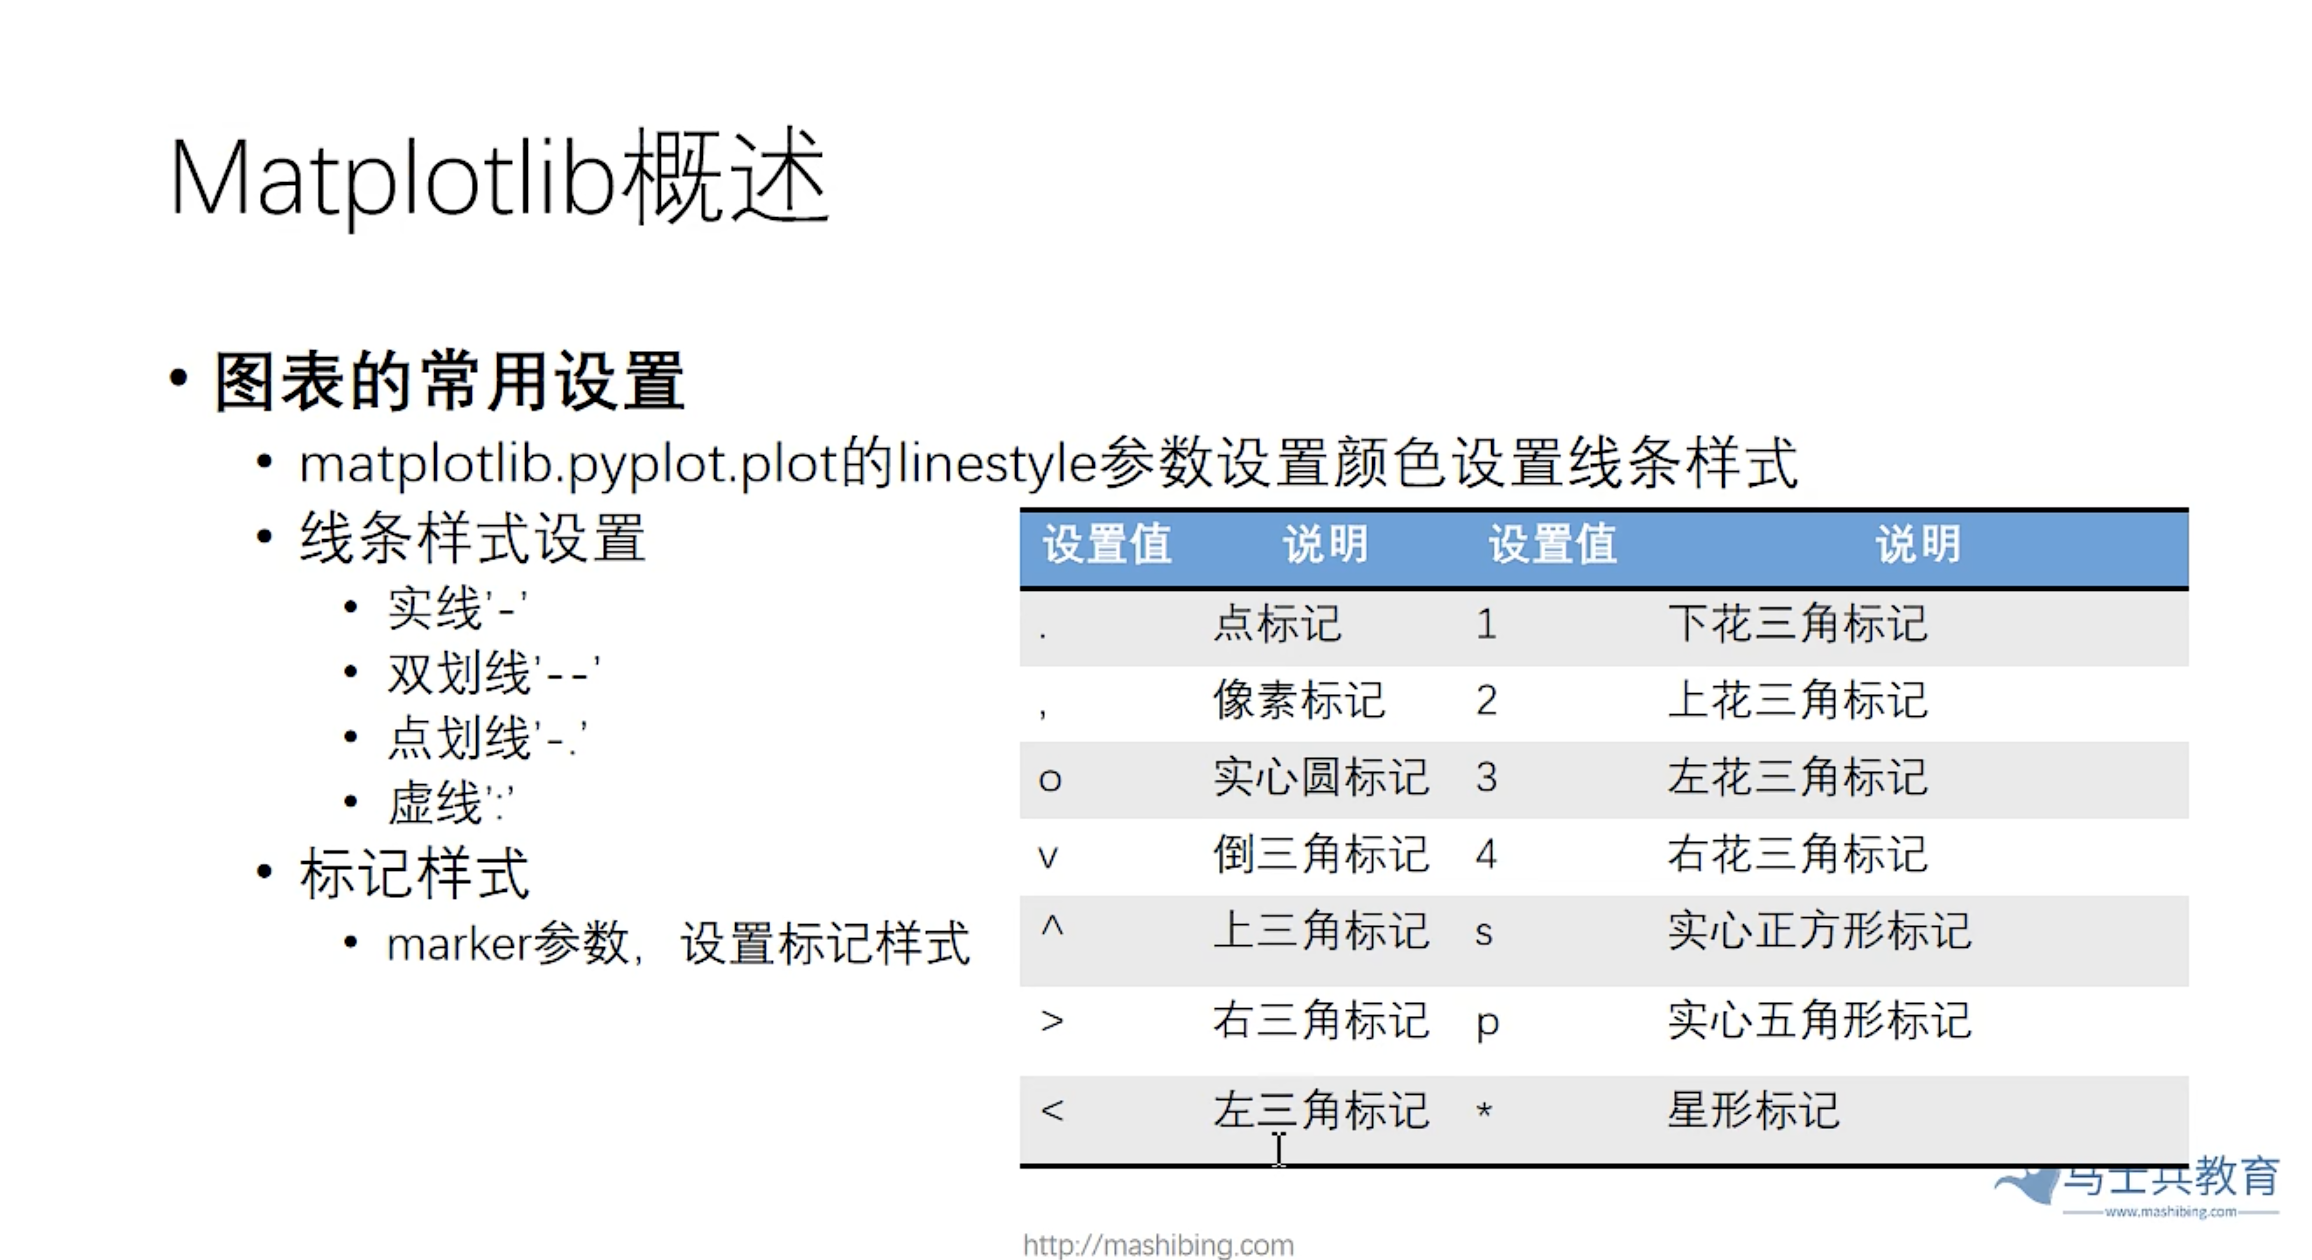 Matplotlib概述
• 图表的常用设置
• matplotlib.pyplot.plot的linestyle参数设置颜色设置线条样式
• 线条样式设置
• 实线’-’
• 双划线’--’
• 点划线’-.’
• 虚线’:’
• 标记样式
• marker参数，设置标记样式
设置值 说明 设置值 说明
. 点标记 1 下花三角标记
, 像素标记 2 上花三角标记
o 实心圆标记 3 左花三角标记
v 倒三角标记 4 右花三角标记
^ 上三角标记 s 实心正方形标记
> 右三角标记 p 实心五角形标记
< 左三角标记 * 星形标记
马士兵教育
www.mashibing.com
http://mashibing.com